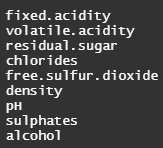 fixed.acidity
volatile.acidity
residual.sugar
chlorides
free.sulfur.dioxide
density
pH
sulphates
alcohol